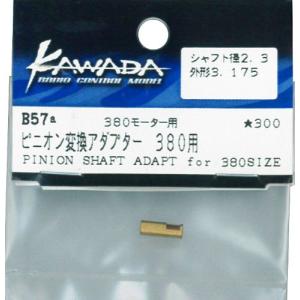 KAWADA
RADIO CONTROL MODEL
シャフト径2.3
外形3.175
B57a 380モーター用 ★300
ピニオン変換アダプター 380用
PINION SHAFT ADAPT for 380SIZE